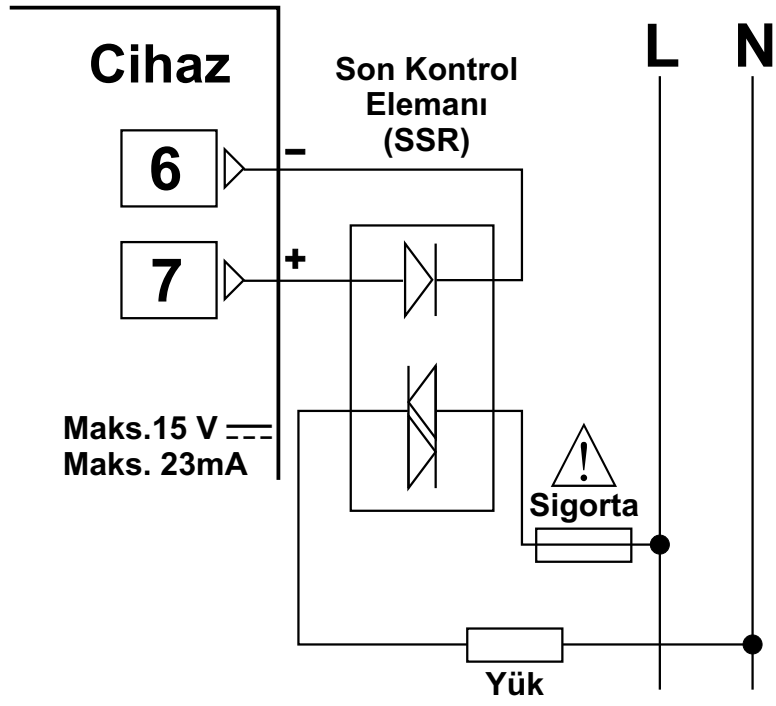 Cihaz
Son Kontrol
Elemanı
(SSR)
L N
6
−
7
+
Maks.15 V
Maks. 23mA
!
Sigorta
Yük